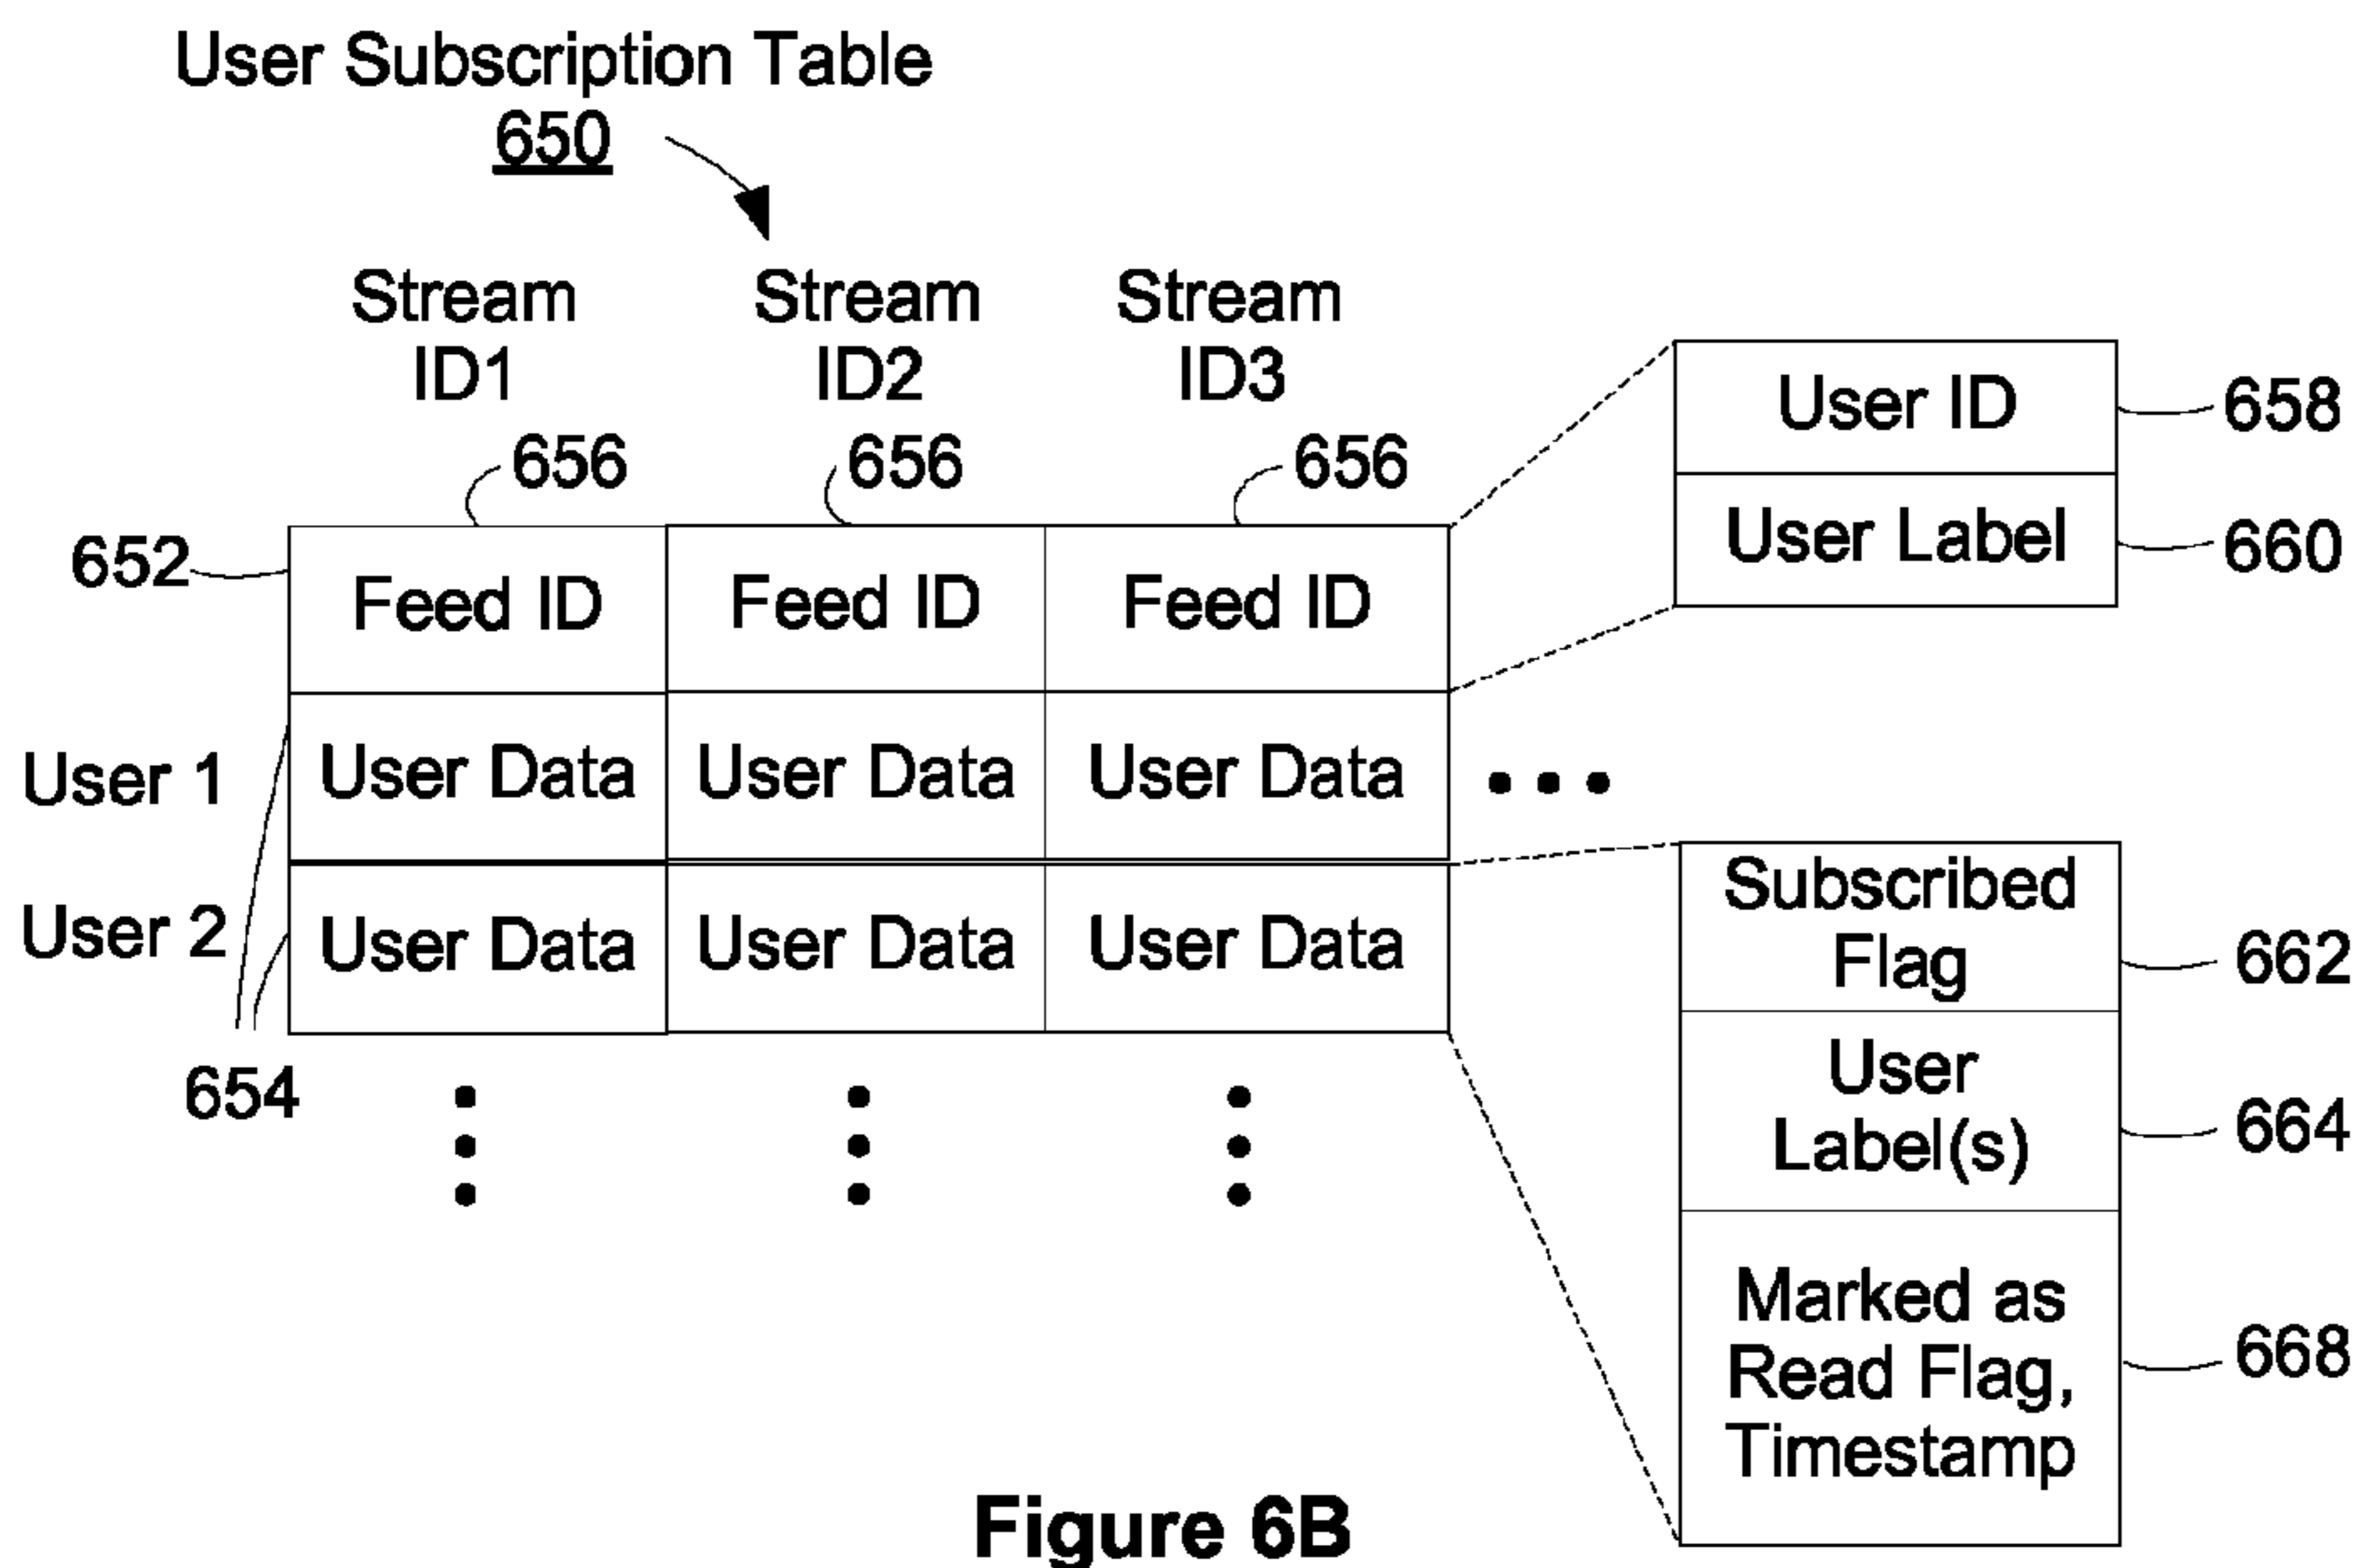 User Subscription Table
650
Stream Stream Stream
ID1 ID2 ID3
656 656 656
652 Feed ID Feed ID Feed ID
User ID 658
User Label 660
User 1 User Data User Data User Data
User 2 User Data User Data User Data
654
Subscribed
Flag 662
User
Label(s) 664
Marked as
Read Flag, 668
Timestamp
Figure 6B